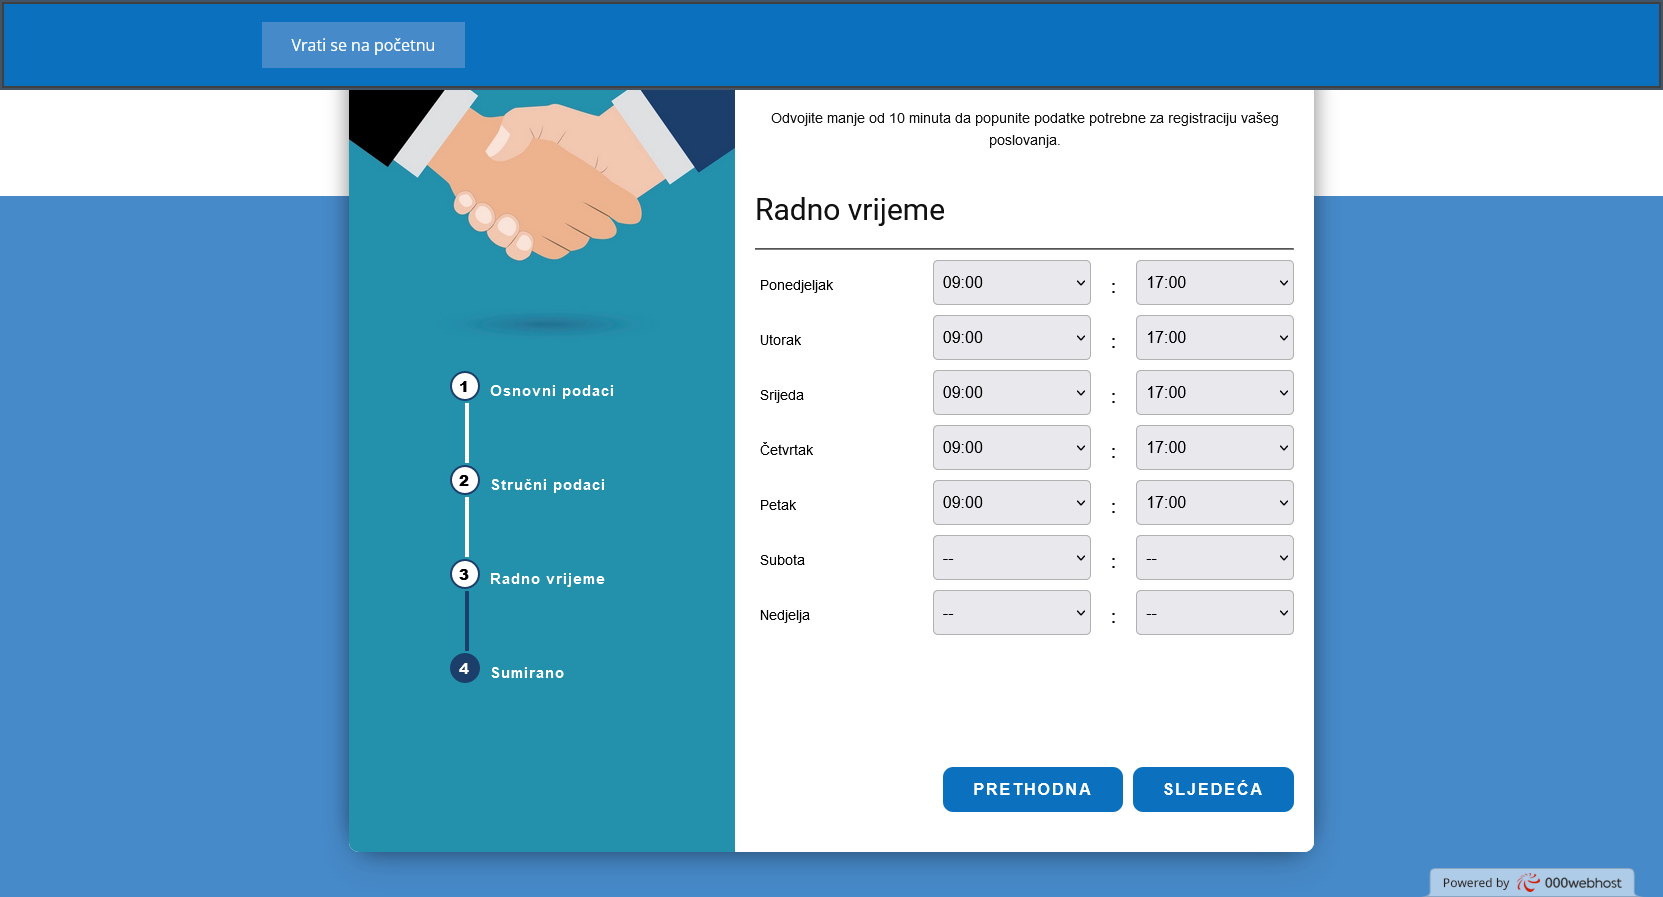 Vrati se na početnu
Odvojite manje od 10 minuta da popunite podatke potrebne za registraciju vašeg
poslovanja.
Radno vrijeme
Ponedjeljak 09:00 : 17:00
Utorak 09:00 : 17:00
Srijeda 09:00 : 17:00
Četvrtak 09:00 : 17:00
Petak 09:00 : 17:00
Subota -- : --
Nedjelja -- : --
1 Osnovni podaci
2 Stručni podaci
3 Radno vrijeme
4 Sumirano
PRETHODNA SLJEDEĆA
Powered by 000webhost